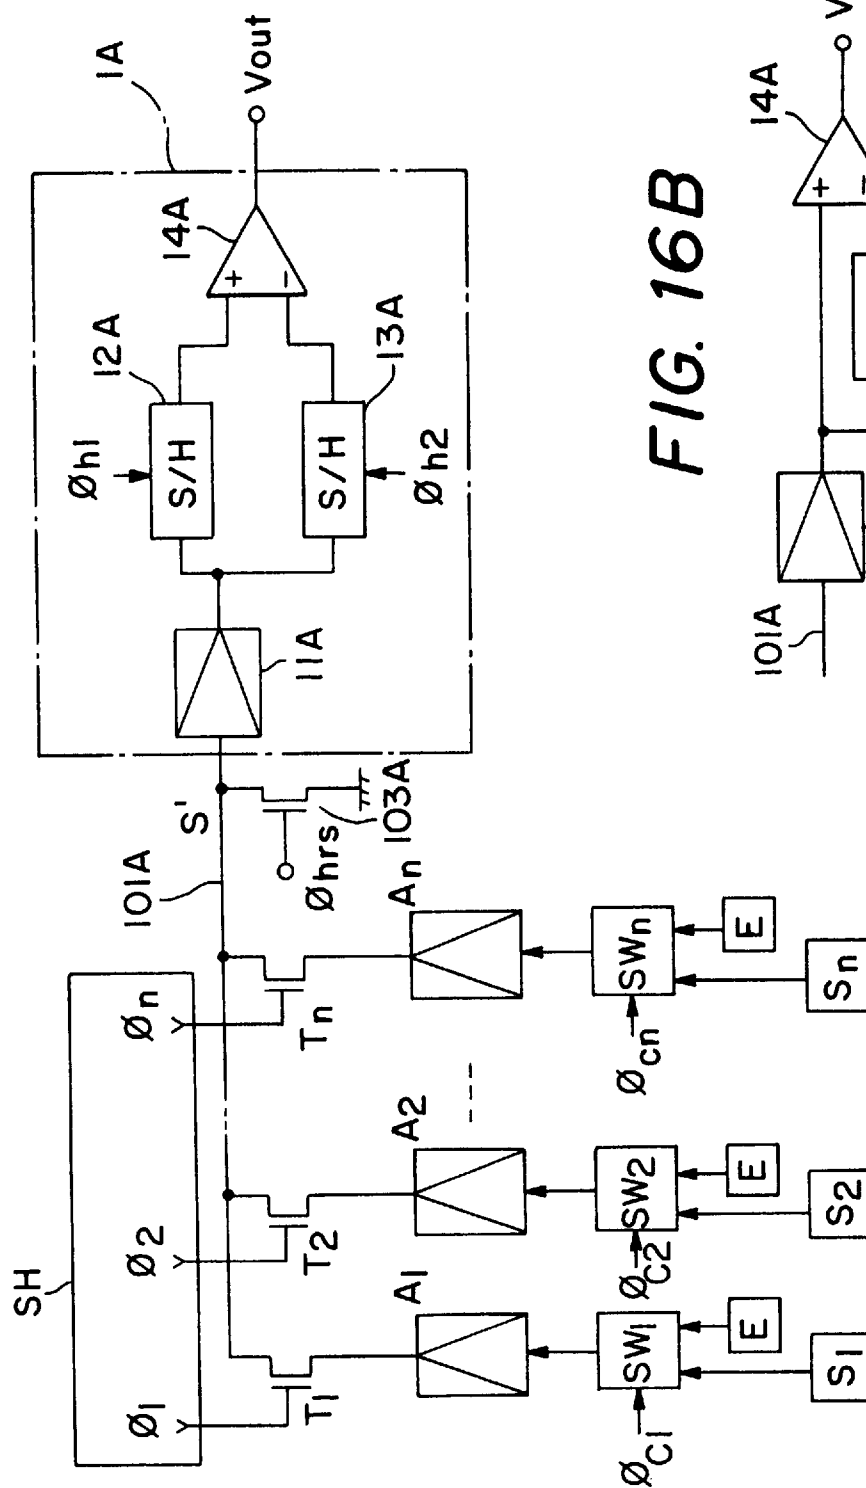 1A
Vout
14A
+
−
12A
13A
Øh1
S/H
S/H
Øh2
11A
S'
101A
Øhrs
103A
SH
Øn
Tn
An
SWn
Øcn
E
Sn
Ø2
T2
A2
SW2
ØC2
E
S2
Ø1
T1
A1
SW1
ØC1
E
S1
FIG. 16B
V
14A
+
−
101A